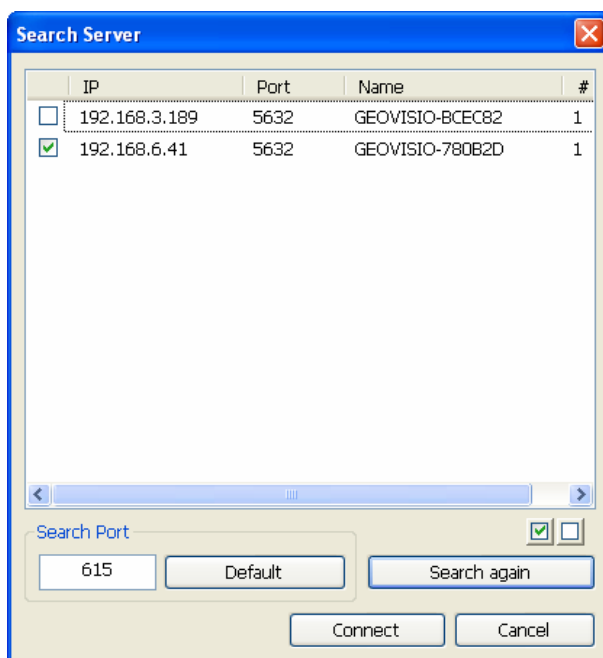 Search Server
IP Port Name #
192.168.3.189 5632 GEOVISIO-BCEC82 1
192.168.6.41 5632 GEOVISIO-780B2D 1
Search Port
615 Default Search again
Connect Cancel